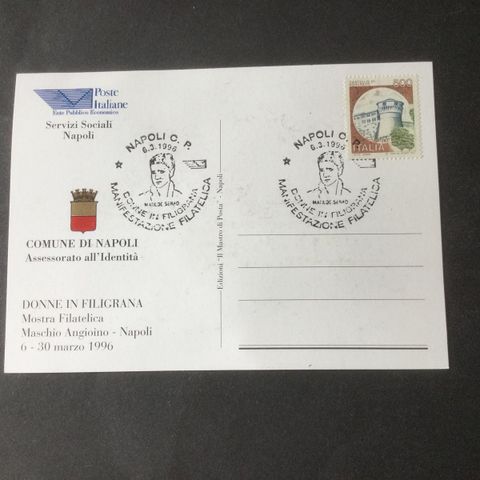 Poste
Italiane
Ente Pubblico Economico
Servizi Sociali
Napoli
COMUNE DI NAPOLI
Assessorato all'Identità
DONNE IN FILIGRANA
Mostra Filatelica
Maschio Angioino - Napoli
6 - 30 marzo 1996
NAPOLI C. P.
6.3.1996
MATILDE SERAO
DONNE IN FILIGRANA
MANIFESTAZIONE FILATELICA
Edizioni "Il Mastro di Posta" - Napoli
NAPOLI C. P.
6.3.1996
MATILDE SERAO
DONNE IN FILIGRANA
MANIFESTAZIONE FILATELICA
500
ITALIA